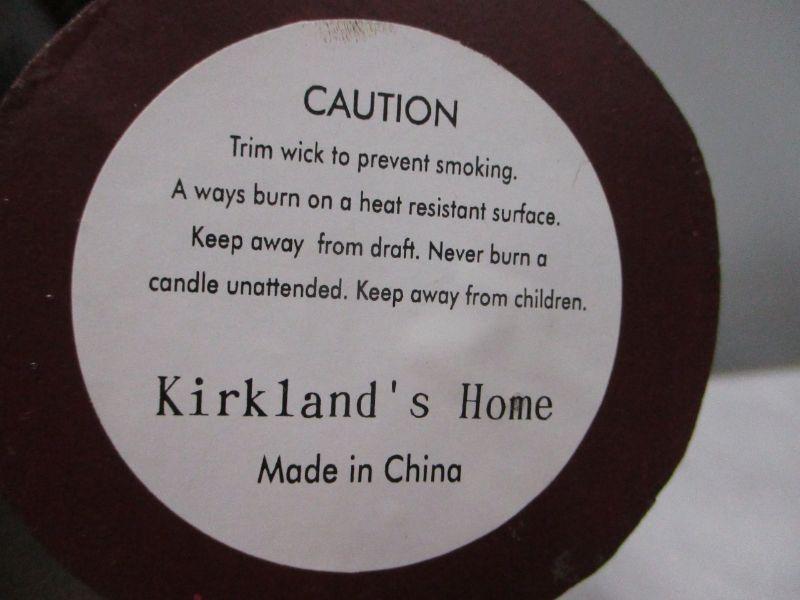 CAUTION
Trim wick to prevent smoking.
A ways burn on a heat resistant surface.
Keep away from draft. Never burn a
candle unattended. Keep away from children.
Kirkland's Home
Made in China